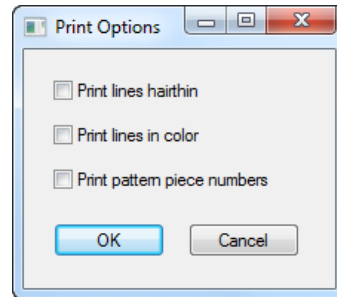 Print Options
Print lines hairthin
Print lines in color
Print pattern piece numbers
OK Cancel